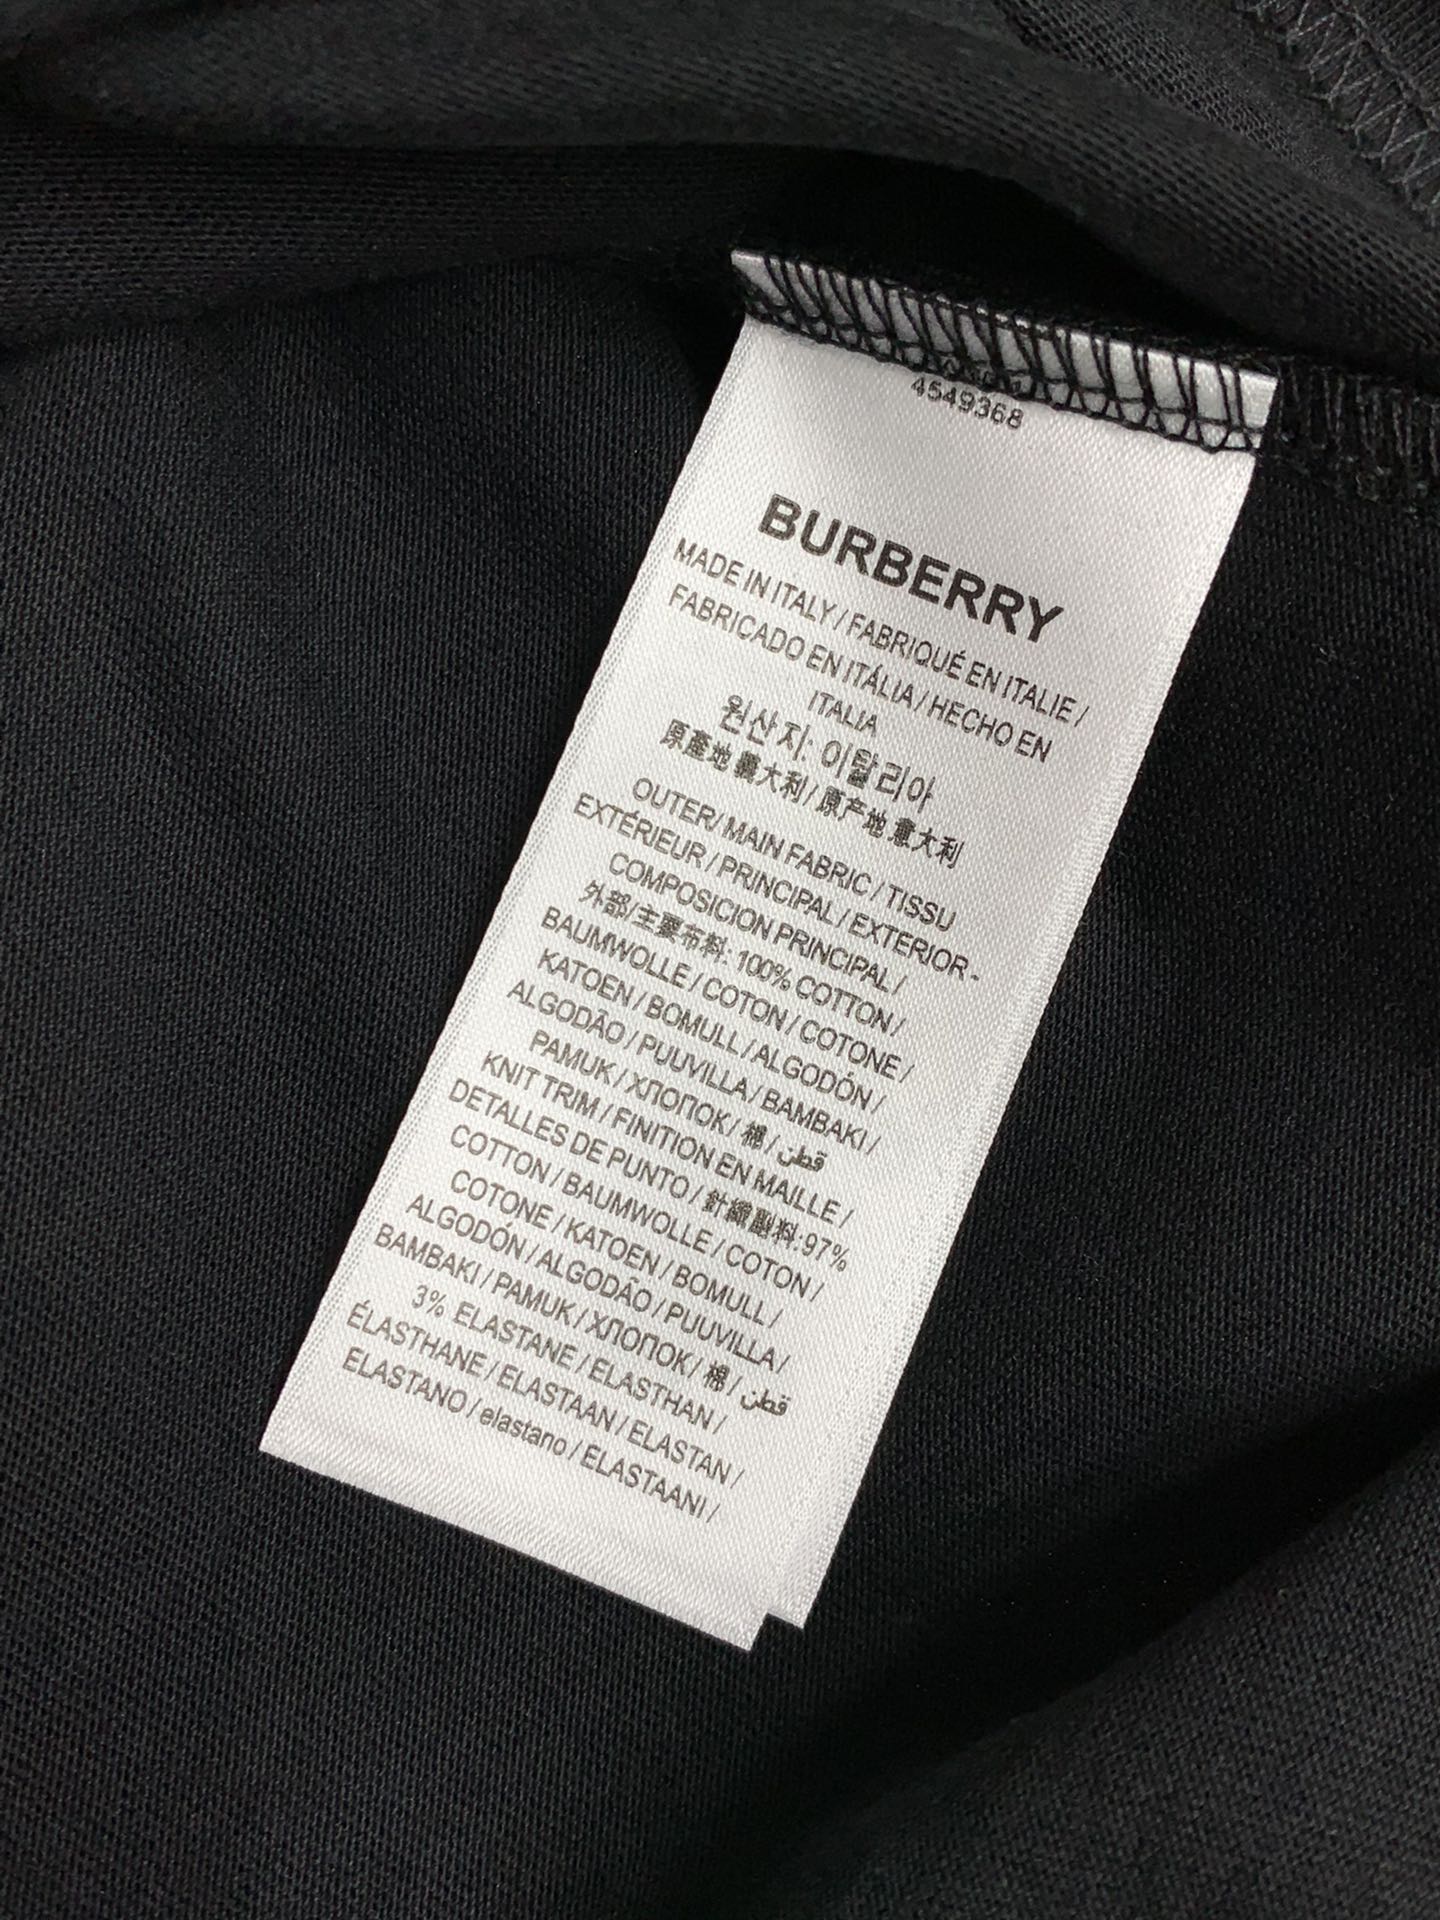 4549368
BURBERRY
MADE IN ITALY / FABRIQUÉ EN ITALIE /
FABRICADO EN ITÁLIA / HECHO EN
ITALIA
원산지: 이탈리아
原產地 義大利 / 原产地 意大利
OUTER/ MAIN FABRIC / TISSU
EXTÉRIEUR / PRINCIPAL / EXTERIOR -
COMPOSICION PRINCIPAL /
外部/主要布料: 100% COTTON /
BAUMWOLLE / COTON / COTONE /
KATOEN / BOMULL / ALGODÓN /
ALGODÃO / PUUVILLA / BAMBAKI /
PAMUK / ХЛОПОК / 棉 / قطن
KNIT TRIM / FINITION EN MAILLE /
DETALLES DE PUNTO / 針織副料:97%
COTTON / BAUMWOLLE / COTON /
COTONE / KATOEN / BOMULL /
ALGODÓN / ALGODÃO / PUUVILLA /
BAMBAKI / PAMUK / ХЛОПОК / 棉 / قطن
3% ELASTANE / ELASTHAN /
ÉLASTHANE / ELASTAAN / ELASTAN /
ELASTANO / elastano / ELASTAANI /